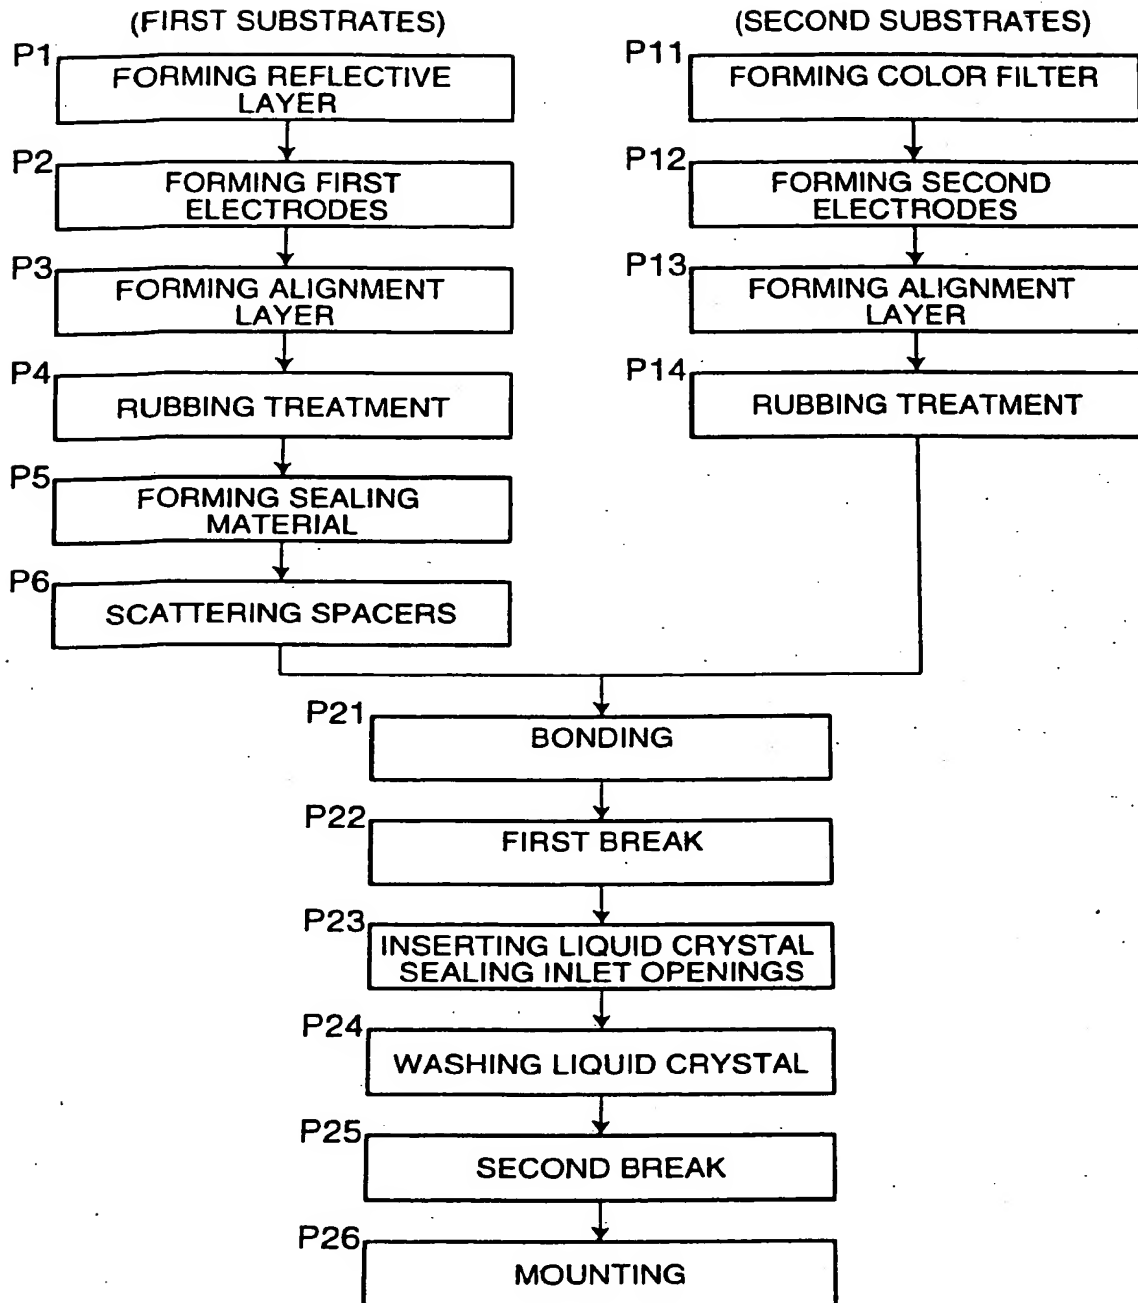 (FIRST SUBSTRATES)
P1
FORMING REFLECTIVE
LAYER
P2
FORMING FIRST
ELECTRODES
P3
FORMING ALIGNMENT
LAYER
P4
RUBBING TREATMENT
P5
FORMING SEALING
MATERIAL
P6
SCATTERING SPACERS
(SECOND SUBSTRATES)
P11
FORMING COLOR FILTER
P12
FORMING SECOND
ELECTRODES
P13
FORMING ALIGNMENT
LAYER
P14
RUBBING TREATMENT
P21
BONDING
P22
FIRST BREAK
P23
INSERTING LIQUID CRYSTAL
SEALING INLET OPENINGS
P24
WASHING LIQUID CRYSTAL
P25
SECOND BREAK
P26
MOUNTING